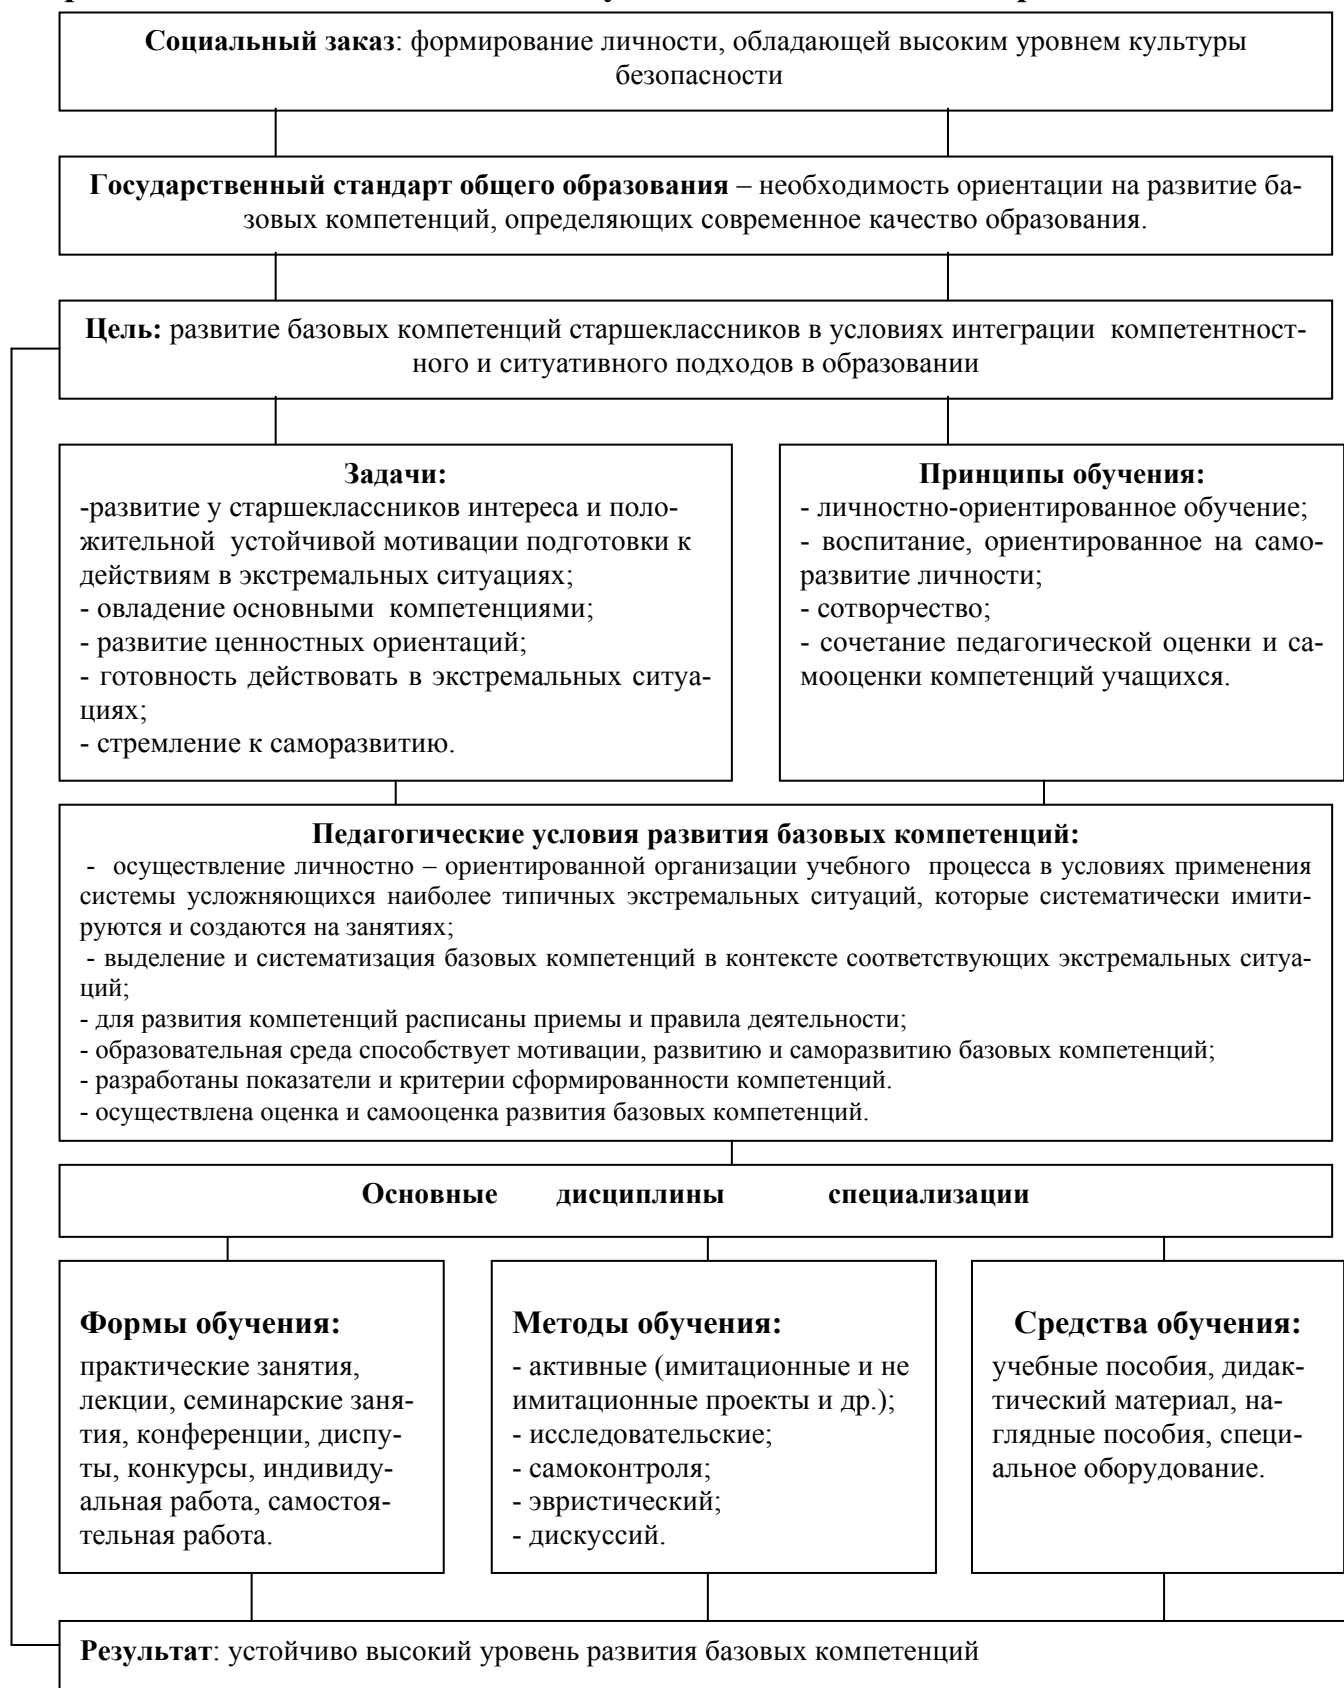 Социальный заказ: формирование личности, обладающей высоким уровнем культуры
безопасности
Государственный стандарт общего образования – необходимость ориентации на развитие ба-
зовых компетенций, определяющих современное качество образования.
Цель: развитие базовых компетенций старшеклассников в условиях интеграции компетентност-
ного и ситуативного подходов в образовании
Задачи:
-развитие у старшеклассников интереса и поло-
жительной устойчивой мотивации подготовки к
действиям в экстремальных ситуациях;
- овладение основными компетенциями;
- развитие ценностных ориентаций;
- готовность действовать в экстремальных ситуа-
циях;
- стремление к саморазвитию.
Принципы обучения:
- личностно-ориентированное обучение;
- воспитание, ориентированное на само-
развитие личности;
- сотворчество;
- сочетание педагогической оценки и са-
мооценки компетенций учащихся.
Педагогические условия развития базовых компетенций:
- осуществление личностно – ориентированной организации учебного процесса в условиях применения
системы усложняющихся наиболее типичных экстремальных ситуаций, которые систематически имити-
руются и создаются на занятиях;
- выделение и систематизация базовых компетенций в контексте соответствующих экстремальных ситуа-
ций;
- для развития компетенций расписаны приемы и правила деятельности;
- образовательная среда способствует мотивации, развитию и саморазвитию базовых компетенций;
- разработаны показатели и критерии сформированности компетенций.
- осуществлена оценка и самооценка развития базовых компетенций.
Основные дисциплины специализации
Формы обучения:
практические занятия,
лекции, семинарские заня-
тия, конференции, диспу-
ты, конкурсы, индивиду-
альная работа, самостоя-
тельная работа.
Методы обучения:
- активные (имитационные и не
имитационные проекты и др.);
- исследовательские;
- самоконтроля;
- эвристический;
- дискуссий.
Средства обучения:
учебные пособия, дидак-
тический материал, на-
глядные пособия, специ-
альное оборудование.
Результат: устойчиво высокий уровень развития базовых компетенций